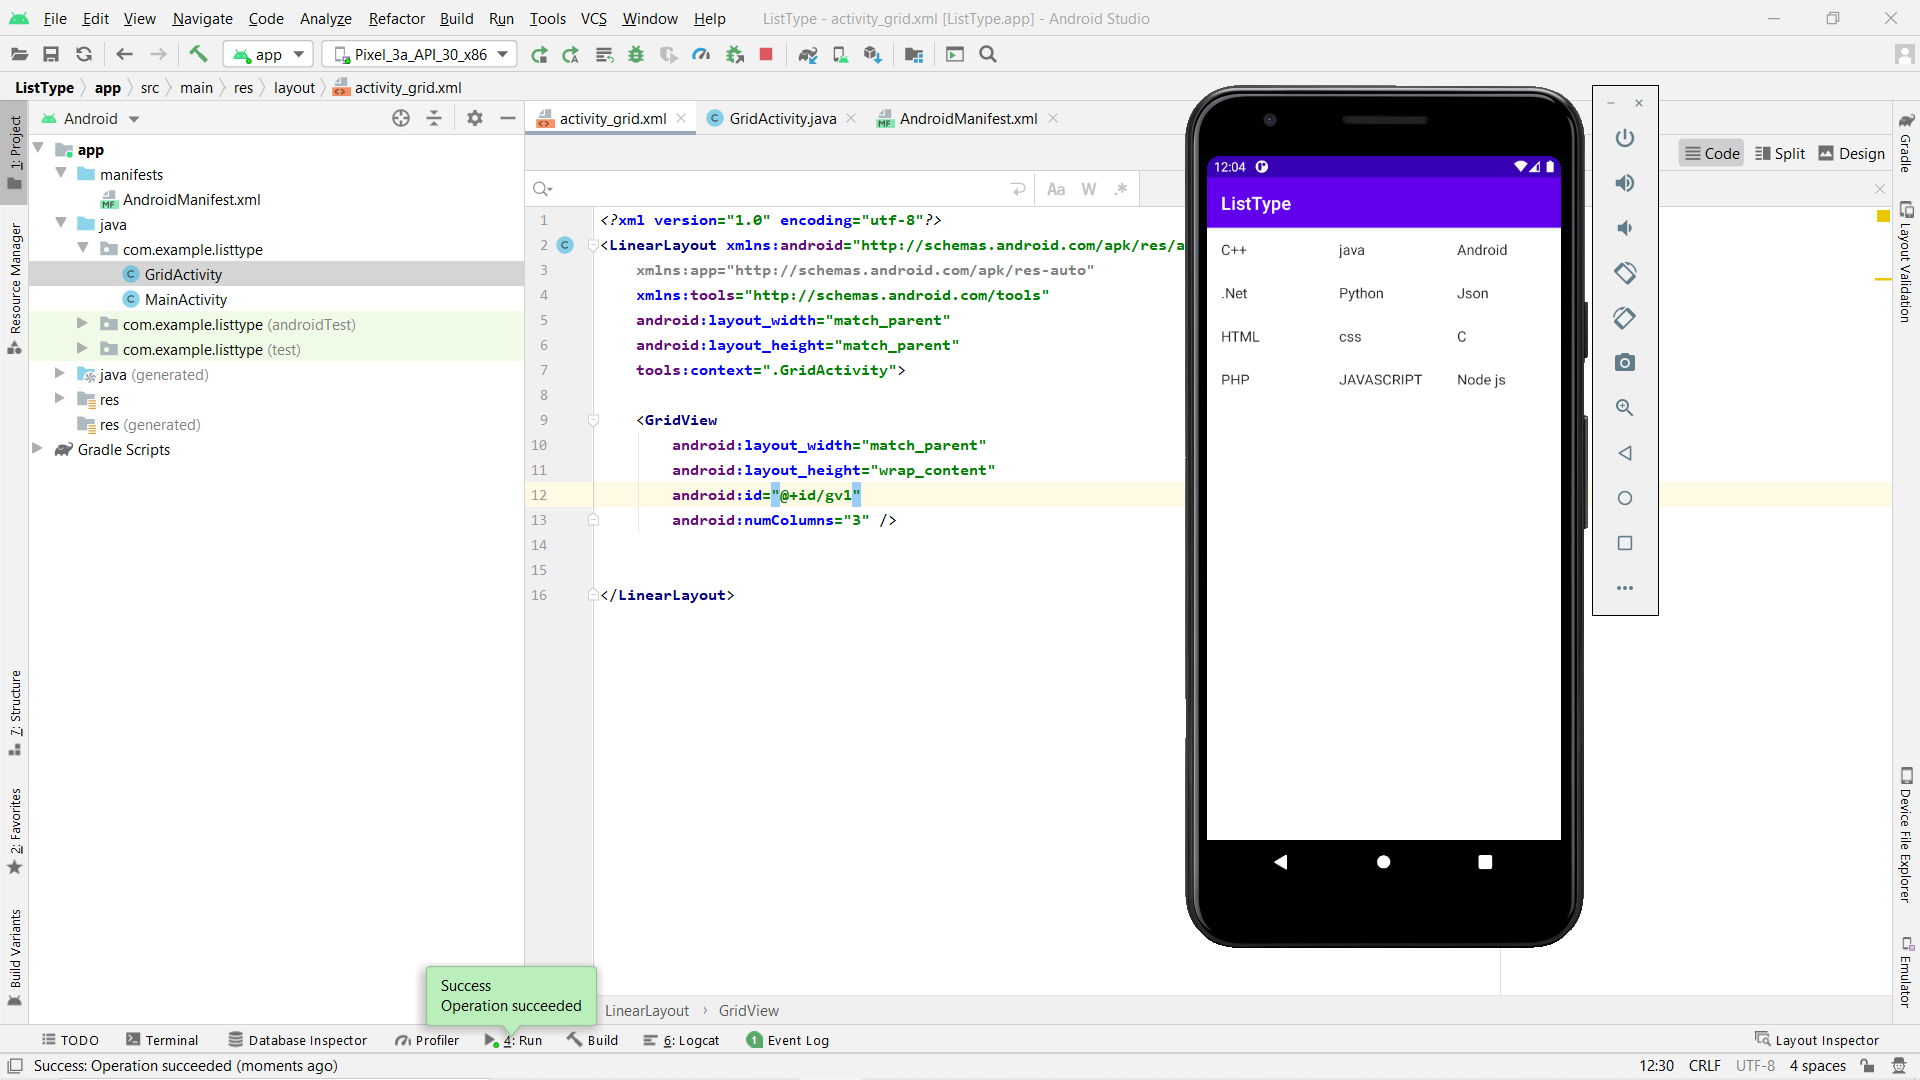 File Edit View Navigate Code Analyze Refactor Build Run Tools VCS Window Help ListType - activity_grid.xml [ListType.app] - Android Studio
app Pixel_3a_API_30_x86
ListType app src main res layout activity_grid.xml
Android
activity_grid.xml GridActivity.java AndroidManifest.xml
Code Split Design
Aa W .*
1: Project
Resource Manager
7: Structure
2: Favorites
Build Variants
app
manifests
AndroidManifest.xml
java
com.example.listtype
GridActivity
MainActivity
com.example.listtype (androidTest)
com.example.listtype (test)
java (generated)
res
res (generated)
Gradle Scripts
1 <?xml version="1.0" encoding="utf-8"?>
2 <LinearLayout xmlns:android="http://schemas.android.com/apk/res/a
3 xmlns:app="http://schemas.android.com/apk/res-auto"
4 xmlns:tools="http://schemas.android.com/tools"
5 android:layout_width="match_parent"
6 android:layout_height="match_parent"
7 tools:context=".GridActivity">
8
9 <GridView
10 android:layout_width="match_parent"
11 android:layout_height="wrap_content"
12 android:id="@+id/gv1"
13 android:numColumns="3" />
14
15
16 </LinearLayout>
12:04
ListType
C++ java Android
.Net Python Json
HTML css C
PHP JAVASCRIPT Node js
Gradle
Layout Validation
Device File Explorer
Emulator
Success
Operation succeeded
LinearLayout › GridView
TODO Terminal Database Inspector Profiler 4: Run Build 6: Logcat 1 Event Log Layout Inspector
Success: Operation succeeded (moments ago) 12:30 CRLF UTF-8 4 spaces